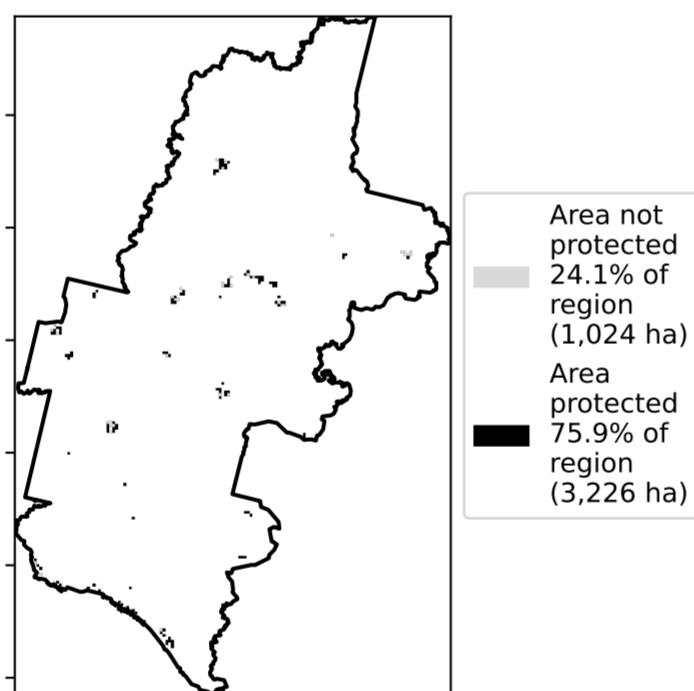 Area not
protected
24.1% of
region
(1,024 ha)
Area
protected
75.9% of
region
(3,226 ha)